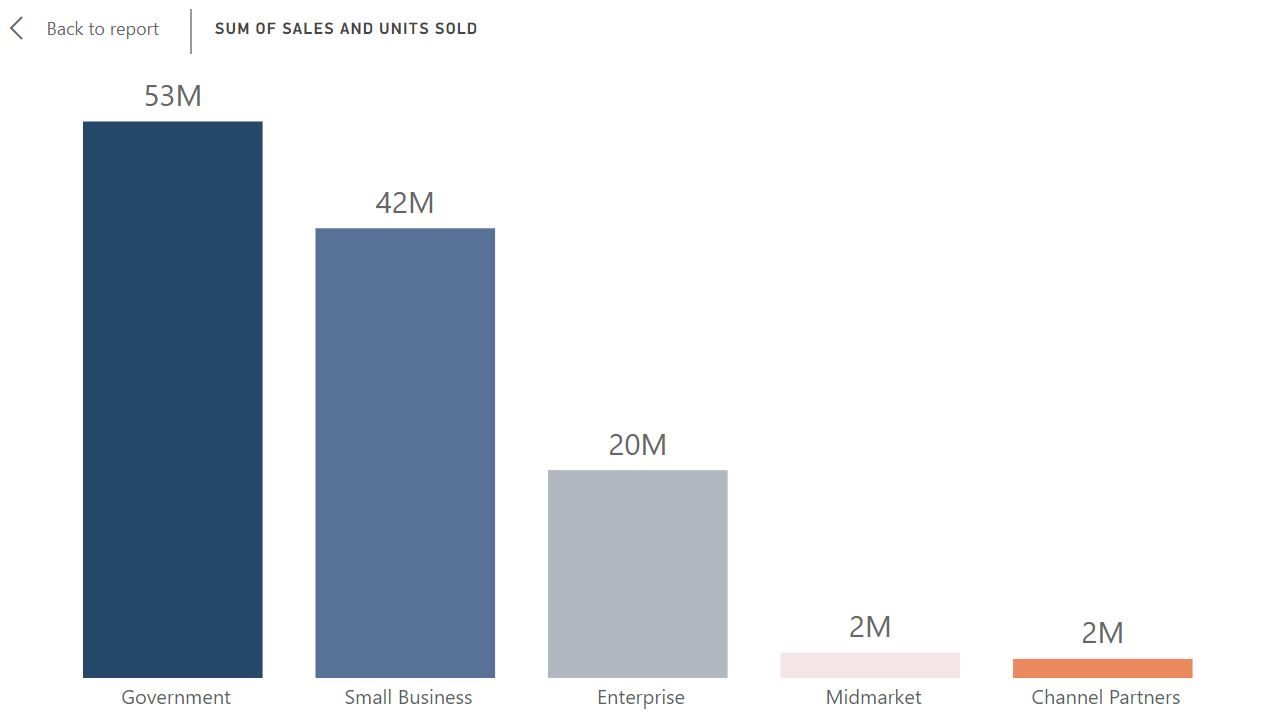 Back to report
SUM OF SALES AND UNITS SOLD
53M
42M
20M
2M
2M
Government
Small Business
Enterprise
Midmarket
Channel Partners